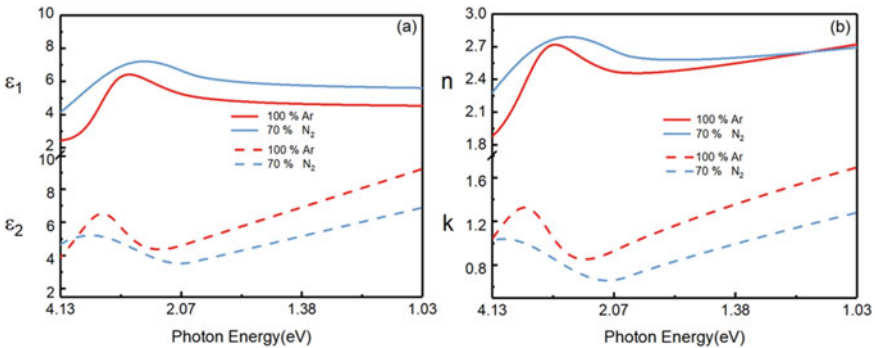 (a)
10
8
6
4
2
ε1
100 % Ar
70 % N2
100 % Ar
70 % N2
10
8
6
4
2
ε2
4.13 2.07 1.38 1.03
Photon Energy(eV)
(b)
3.0
2.7
2.4
2.1
1.8
n
100 % Ar
70 % N2
100 % Ar
70 % N2
1.6
1.2
0.8
k
4.13 2.07 1.38 1.03
Photon Energy(eV)